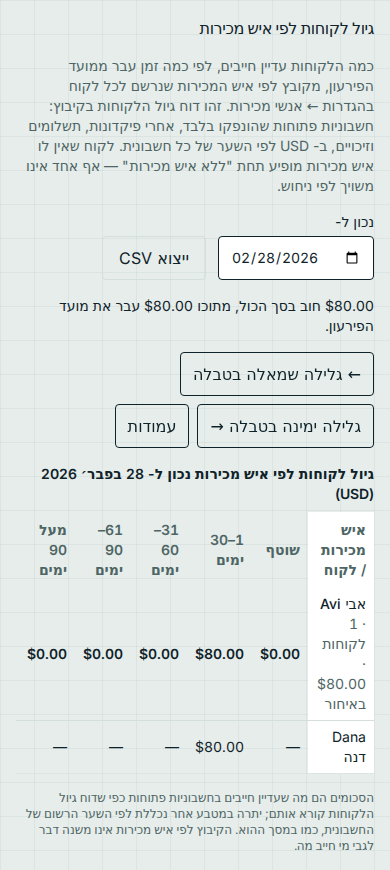 גיול לקוחות לפי איש מכירות
כמה הלקוחות עדיין חייבים, לפי כמה זמן עבר ממועד
הפירעון, מקובץ לפי איש המכירות שנרשם לכל לקוח
בהגדרות ← אנשי מכירות. זהו דוח גיול הלקוחות בקיבוץ:
חשבוניות פתוחות שהונפקו בלבד, אחרי פיקדונות, תשלומים
וזיכויים, ב- USD לפי השער של כל חשבונית. לקוח שאין לו
איש מכירות מופיע תחת "ללא איש מכירות" — אף אחד אינו
משויך לפי ניחוש.
נכון ל-
02/28/2026
ייצוא CSV
$80.00 חוב בסך הכול, מתוכו $80.00 עבר את מועד
הפירעון.
← גלילה שמאלה בטבלה
גלילה ימינה בטבלה →
עמודות
גיול לקוחות לפי איש מכירות נכון ל- 28 בפבר׳ 2026
(USD)
איש מכירות / לקוח
שוטף
1–30 ימים
31–60 ימים
61–90 ימים
מעל 90 ימים
אבי Avi
· 1
לקוחות
·
$80.00
באיחור
$0.00
$80.00
$0.00
$0.00
$0.00
Dana
דנה
—
$80.00
—
—
—
הסכומים הם מה שעדיין חייבים בחשבוניות פתוחות כפי שדוח גיול
הלקוחות קורא אותם; יתרה במטבע אחר נכללת לפי השער הרשום של
החשבונית, כמו במסך ההוא. הקיבוץ לפי איש מכירות אינו משנה דבר
לגבי מי חייב מה.